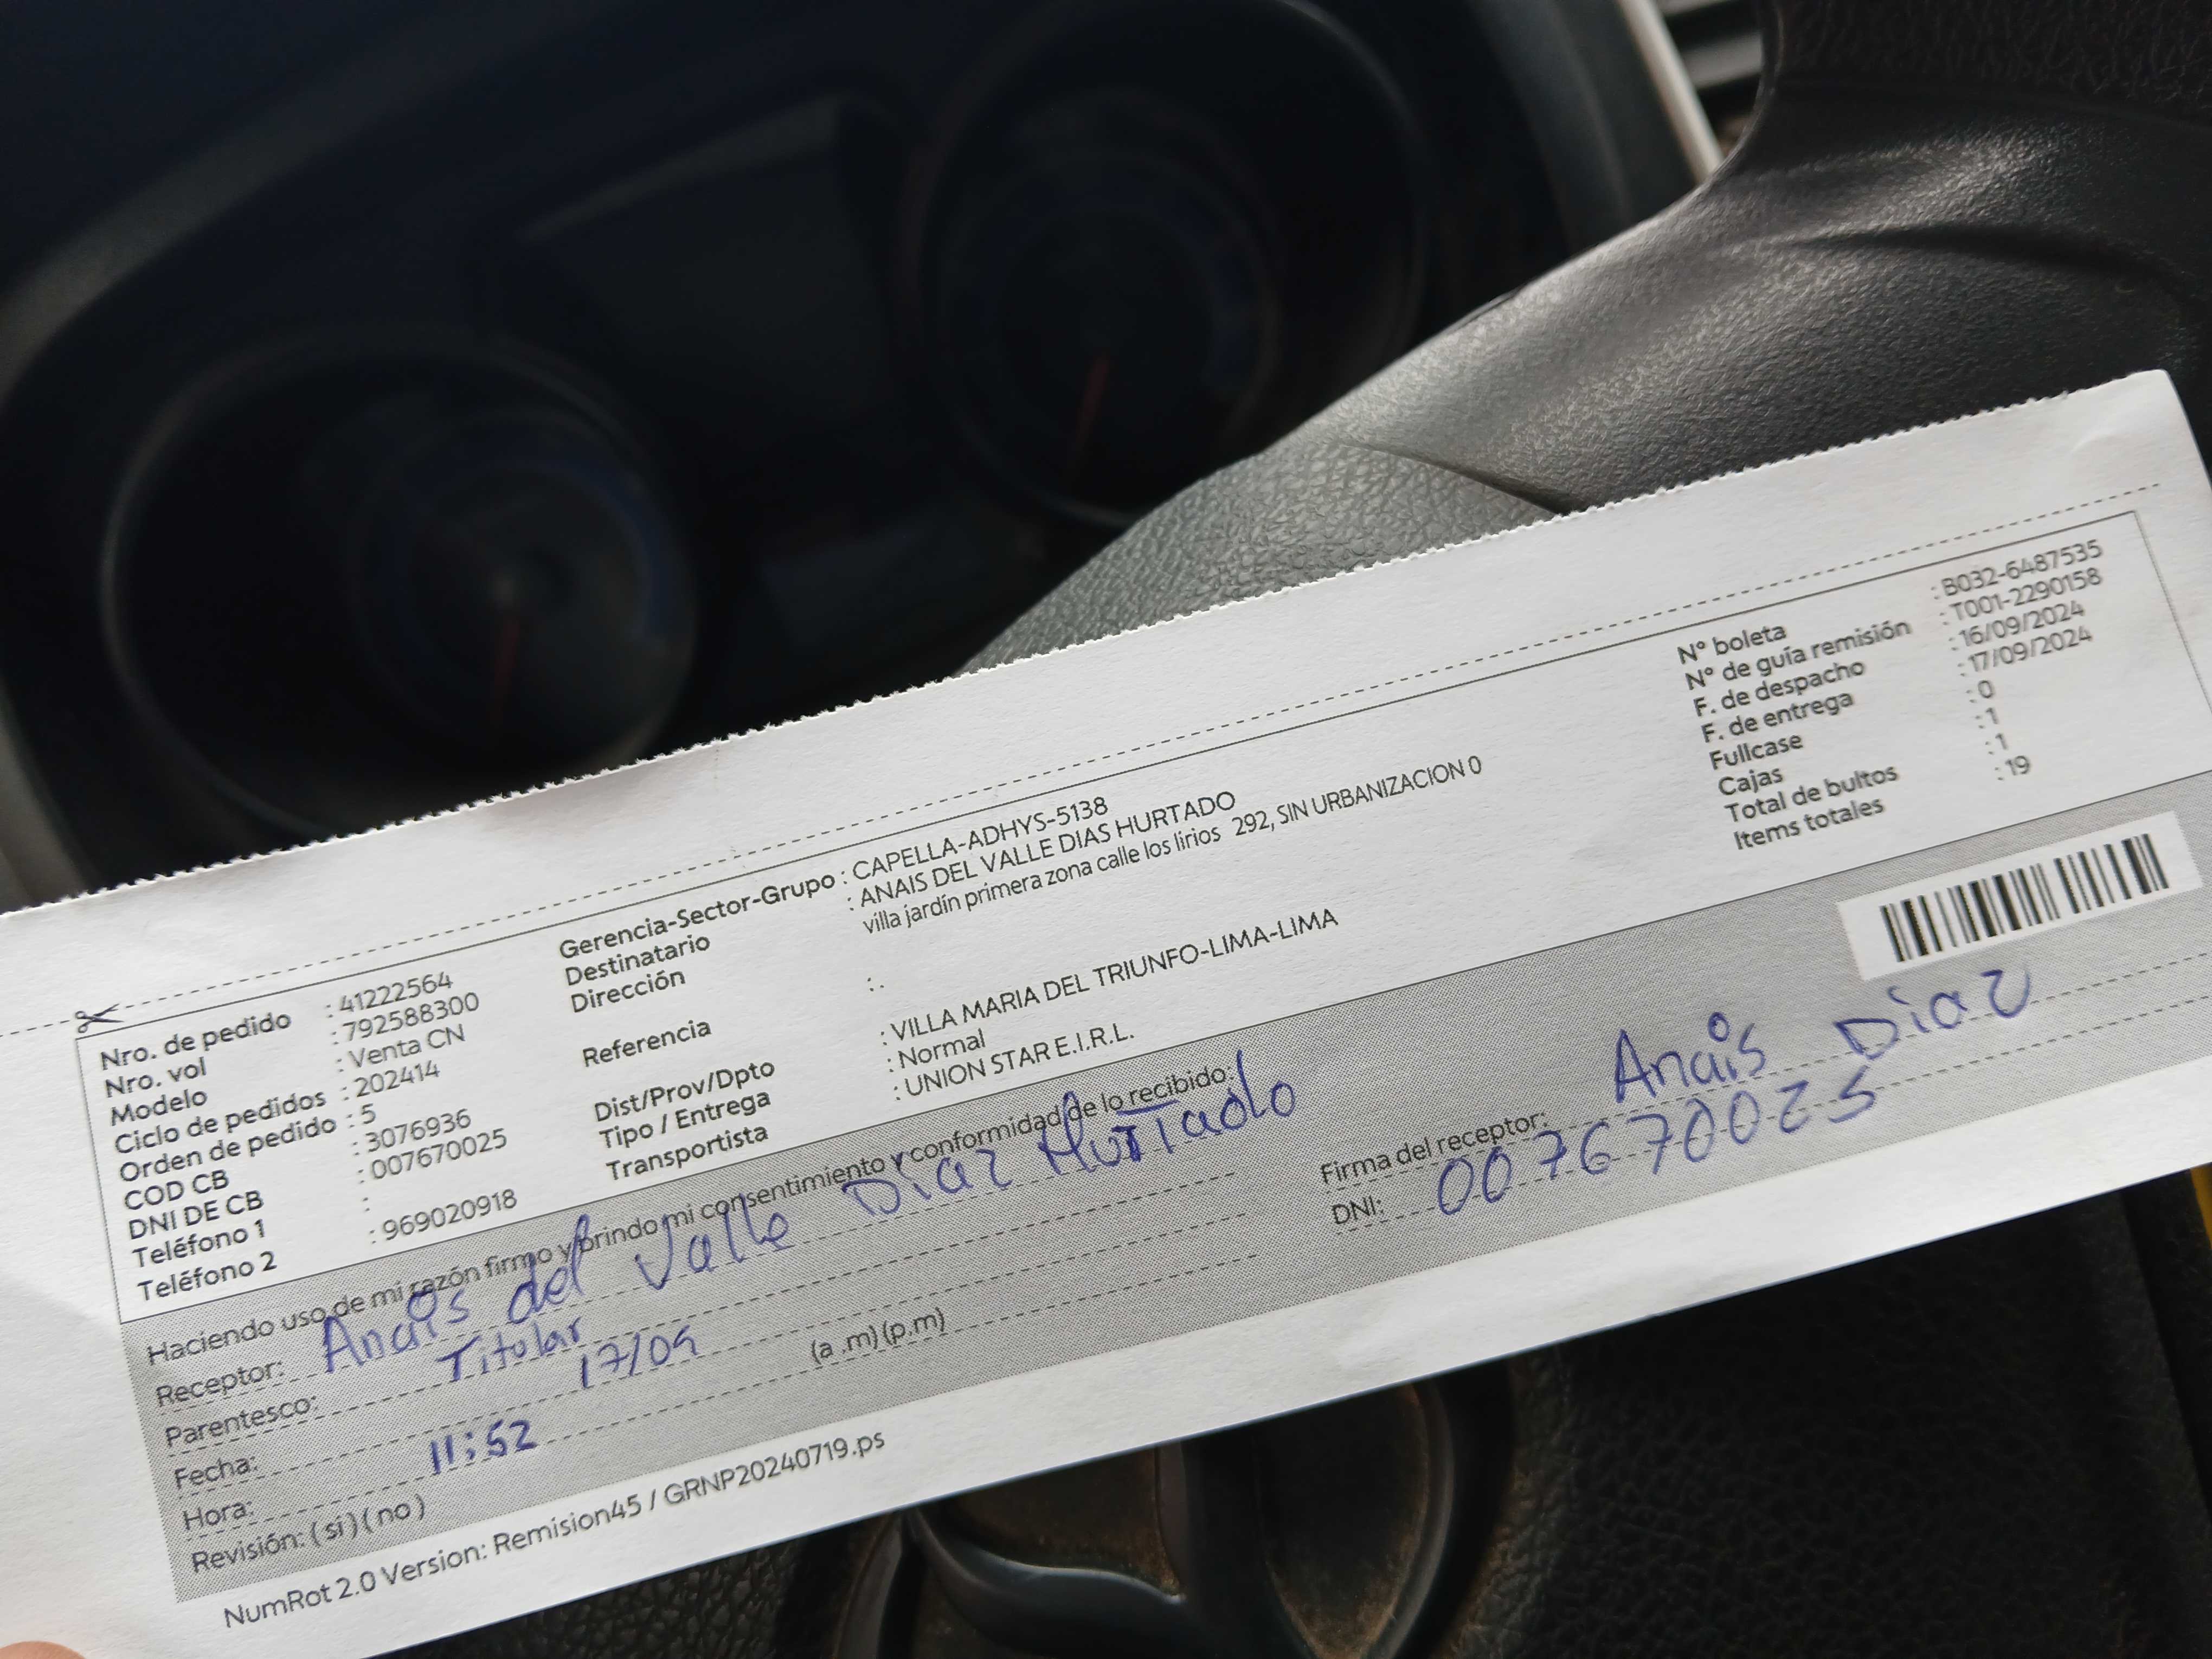 Nro. de pedido : 41222564
Nro. vol : 792588300
Modelo : Venta CN
Ciclo de pedidos : 202414
Orden de pedido : 5
COD CB : 3076936
DNI DE CB : 007670025
Teléfono 1 :
Teléfono 2 : 969020918
Gerencia-Sector-Grupo : CAPELLA-ADHYS-5138
Destinatario : ANAIS DEL VALLE DIAS HURTADO
Dirección villa jardín primera zona calle los lirios 292, SIN URBANIZACION 0
Referencia : .
Dist/Prov/Dpto : VILLA MARIA DEL TRIUNFO-LIMA-LIMA
Tipo / Entrega : Normal
Transportista : UNION STAR E.I.R.L.
N° boleta : B032-6487535
N° de guía remisión : T001-2290158
F. de despacho : 16/09/2024
F. de entrega : 17/09/2024
Fullcase : 0
Cajas : 1
Total de bultos : 1
Items totales : 19
Haciendo uso de mi razón firmo y brindo mi consentimiento y conformidad de lo recibido:
Receptor: Anais del Valle Diaz Hurtado
Parentesco: Titular
Fecha: 17/09
Hora: 11:52 (a .m) (p.m)
Revisión: ( si ) ( no )
Firma del receptor: Anais Diaz
DNI: 007670025
NumRot 2.0 Version: Remision45 / GRNP20240719.ps